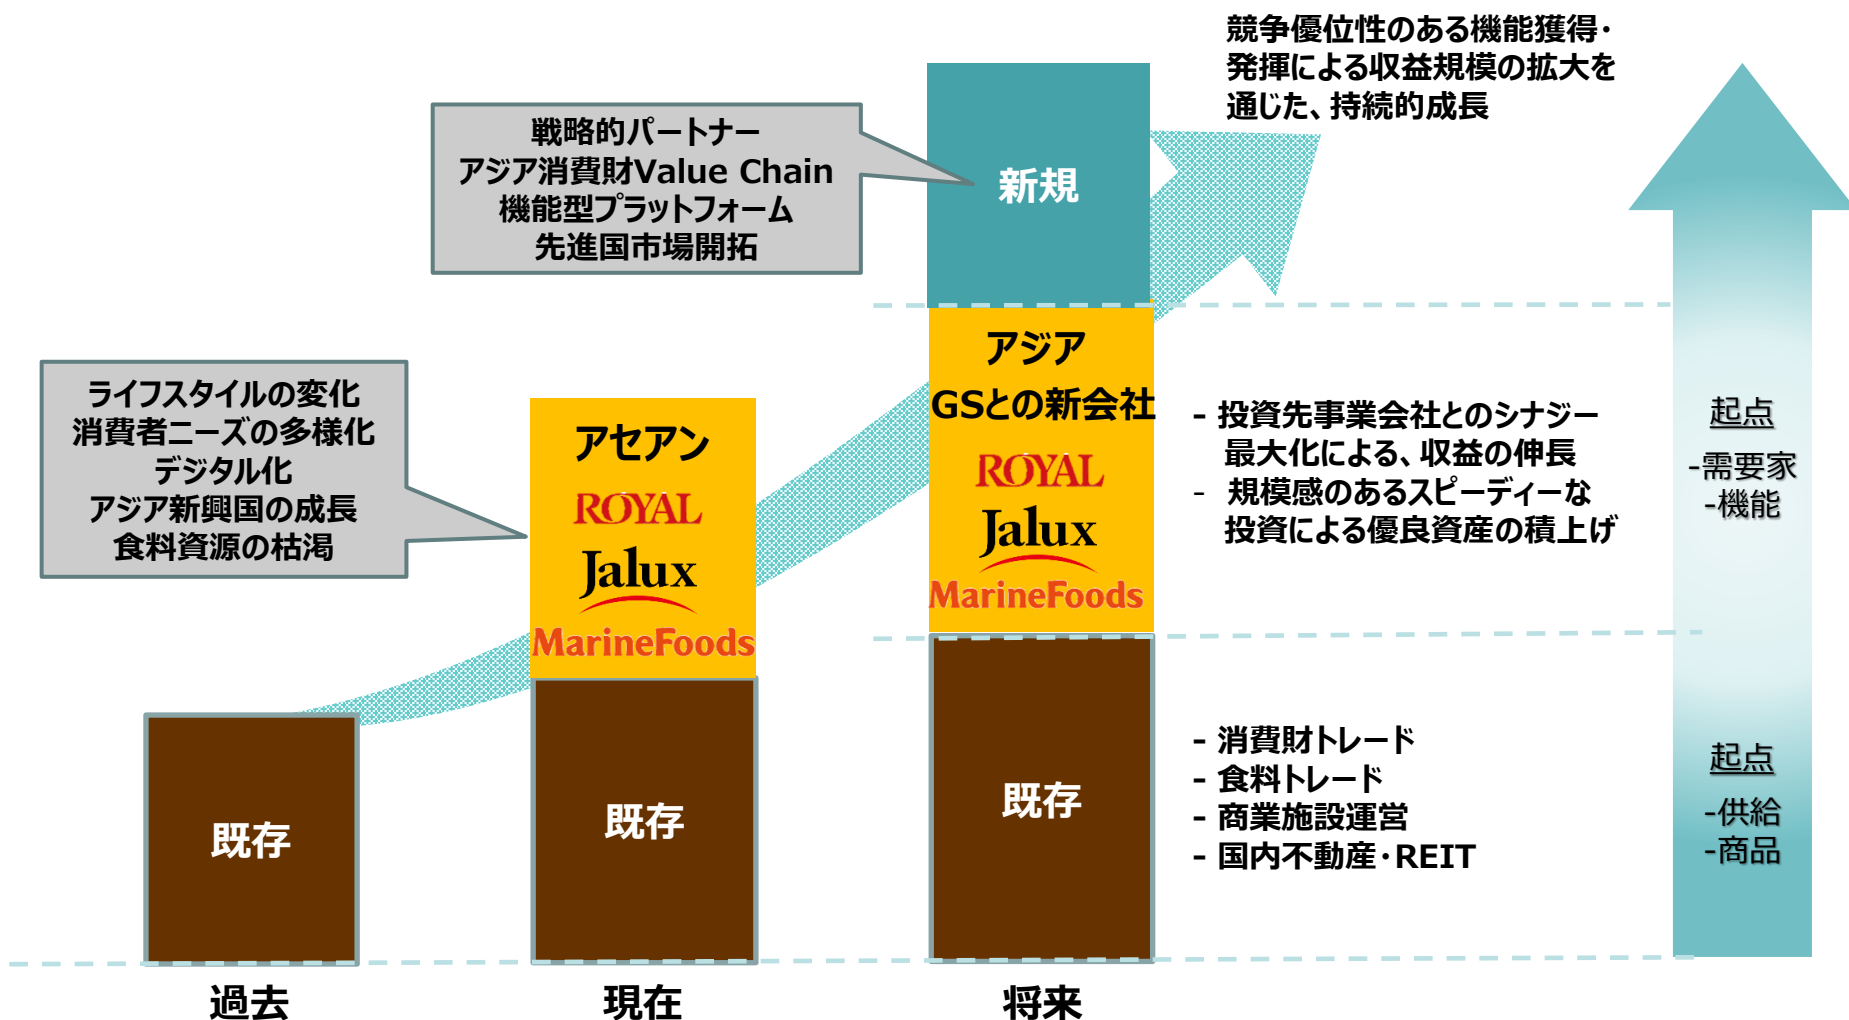 競争優位性のある機能獲得・
発揮による収益規模の拡大を
通じた、持続的成長
戦略的パートナー
アジア消費財Value Chain
機能型プラットフォーム
先進国市場開拓
新規
ライフスタイルの変化
消費者ニーズの多様化
デジタル化
アジア新興国の成長
食料資源の枯渇
アセアン
ROYAL
Jalux
MarineFoods
アジア
GSとの新会社
ROYAL
Jalux
MarineFoods
- 投資先事業会社とのシナジー
最大化による、収益の伸長
- 規模感のあるスピーディーな
投資による優良資産の積上げ
起点
-需要家
-機能
既存
既存
既存
- 消費財トレード
- 食料トレード
- 商業施設運営
- 国内不動産・REIT
起点
-供給
-商品
過去
現在
将来